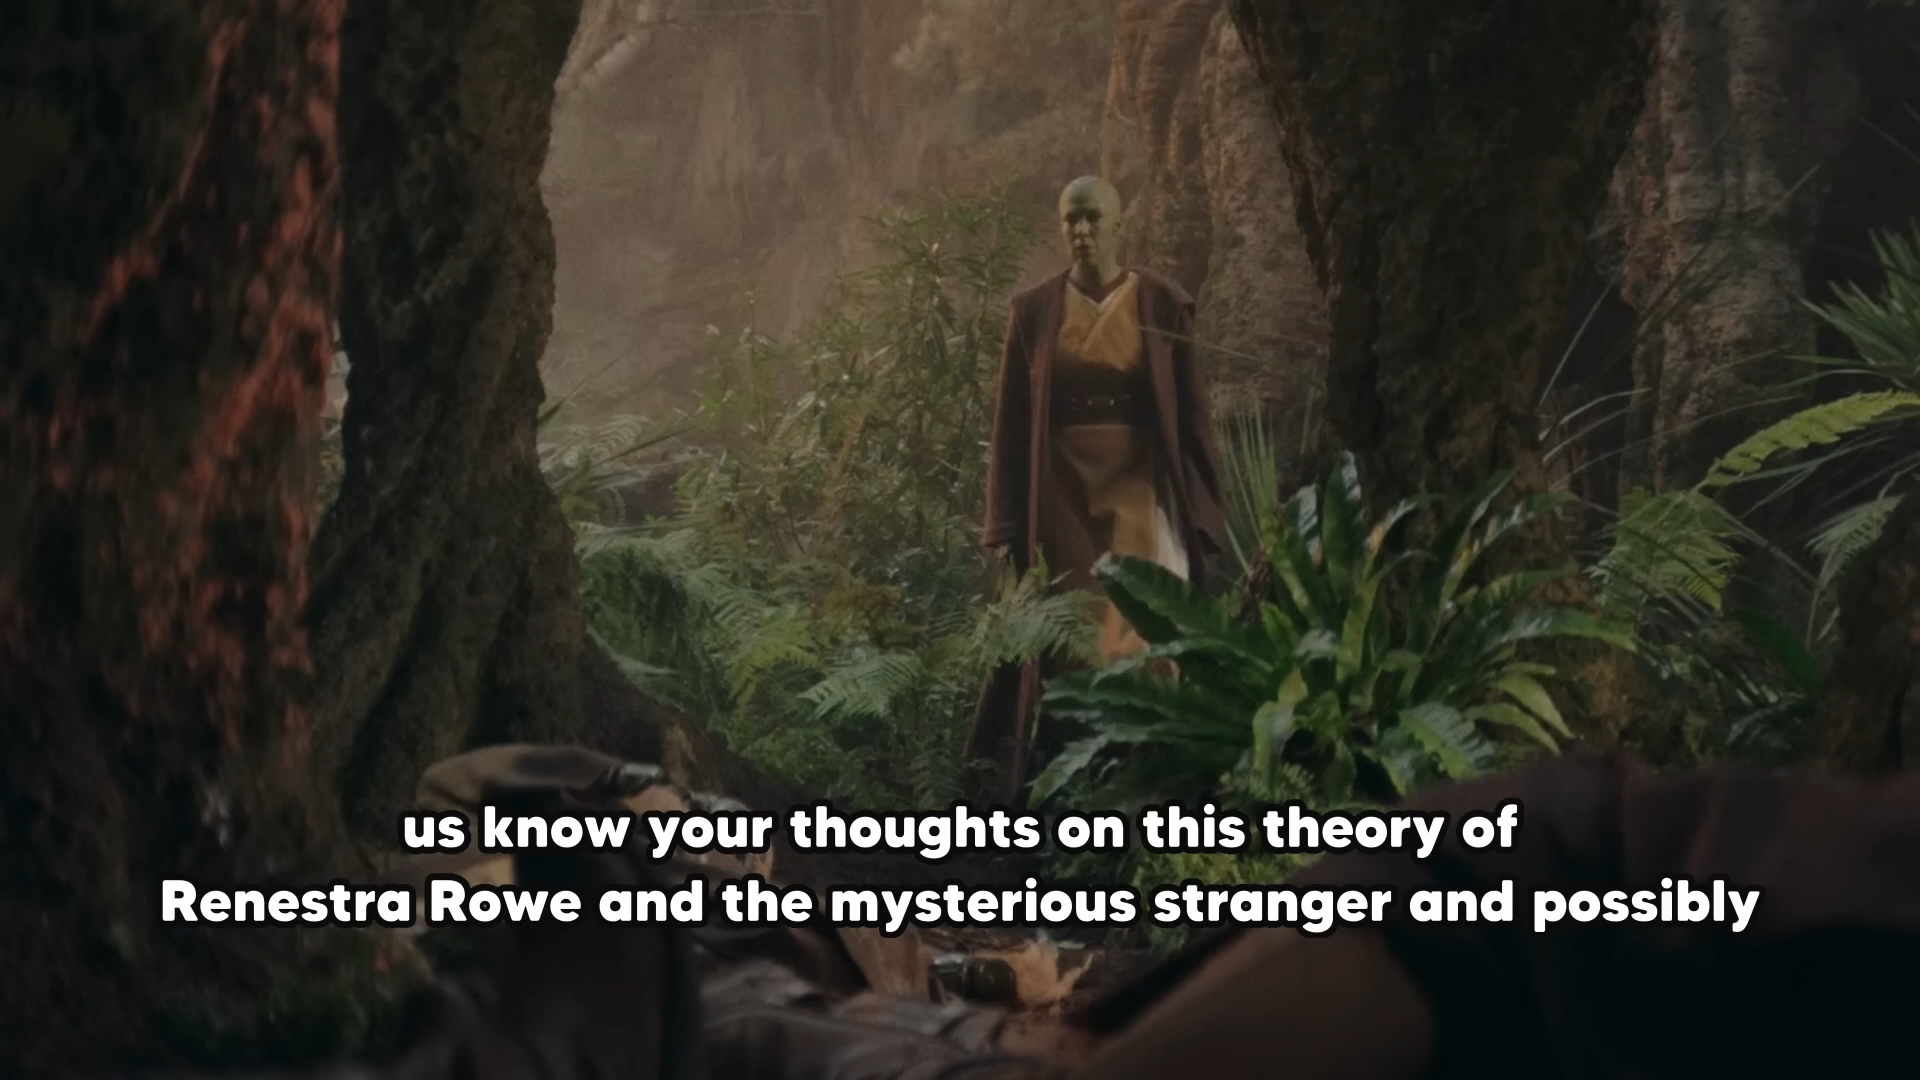 us know your thoughts on this theory of
Renestra Rowe and the mysterious stranger and possibly